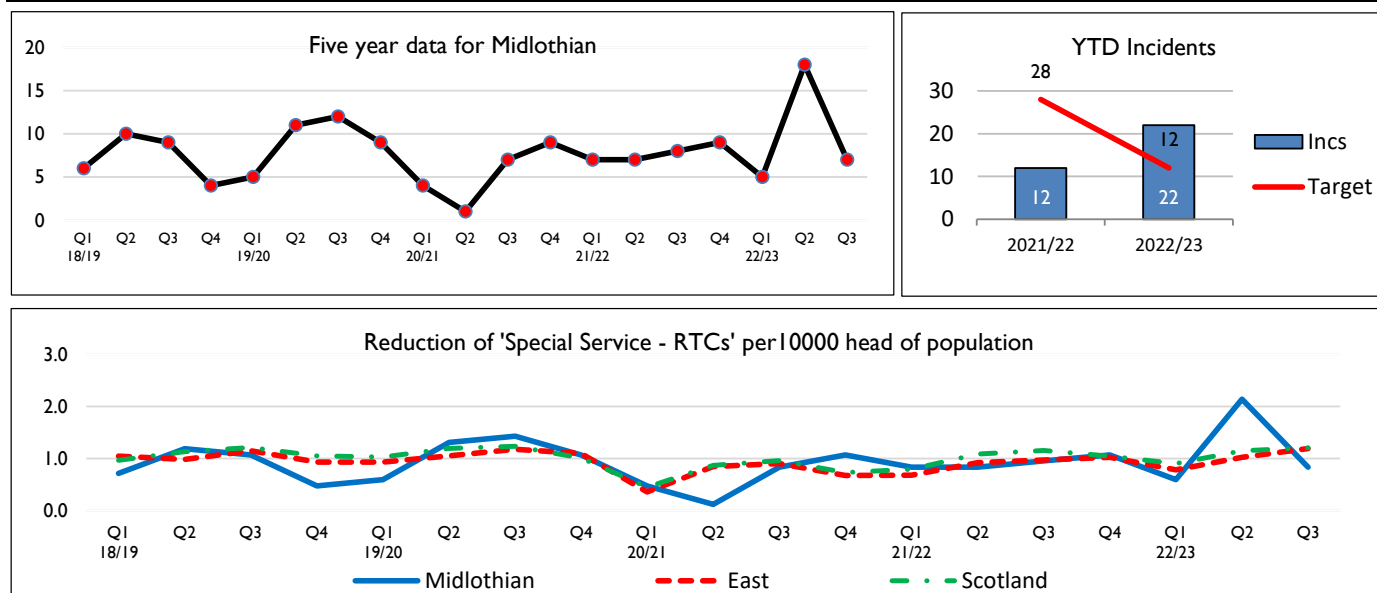 Five year data for Midlothian
20
15
10
5
0
Q1 Q2 Q3 Q4 Q1 Q2 Q3 Q4 Q1 Q2 Q3 Q4 Q1 Q2 Q3 Q4 Q1 Q2 Q3
18/19 19/20 20/21 21/22 22/23
YTD Incidents
28
30
20
10
0
12
12
22
2021/22 2022/23
Incs
Target
Reduction of 'Special Service - RTCs' per10000 head of population
3.0
2.0
1.0
0.0
Q1 Q2 Q3 Q4 Q1 Q2 Q3 Q4 Q1 Q2 Q3 Q4 Q1 Q2 Q3 Q4 Q1 Q2 Q3
18/19 19/20 20/21 21/22 22/23
Midlothian East Scotland